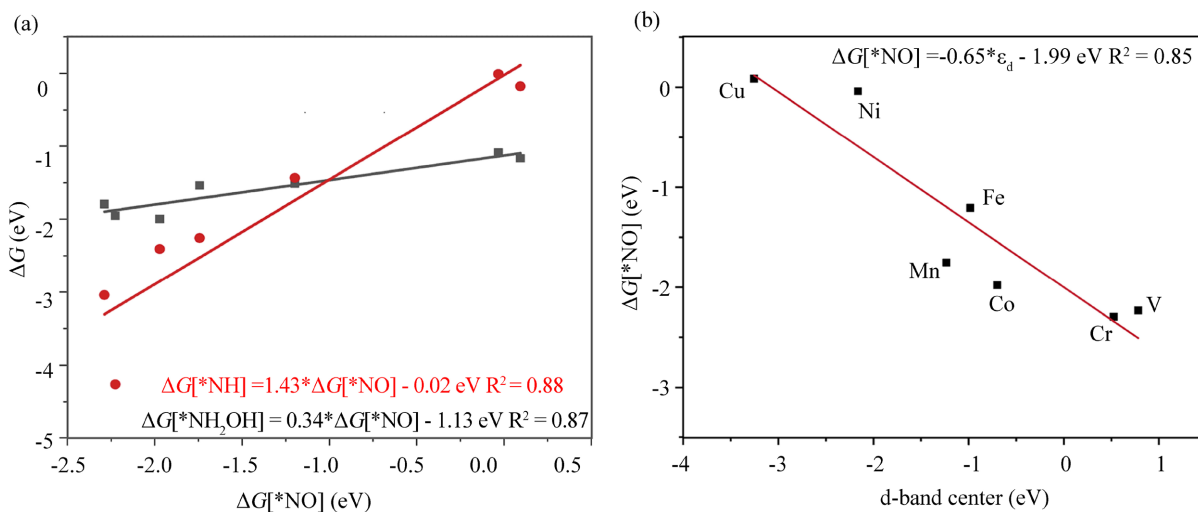 (a)
0
-1
-2
-3
-4
-5
ΔG (eV)
ΔG[*NH] =1.43*ΔG[*NO] - 0.02 eV R² = 0.88
ΔG[*NH₂OH] = 0.34*ΔG[*NO] - 1.13 eV R² = 0.87
-2.5 -2.0 -1.5 -1.0 -0.5 0.0 0.5
ΔG[*NO] (eV)
(b)
ΔG[*NO] =-0.65*ε_d - 1.99 eV R² = 0.85
0
-1
-2
-3
ΔG[*NO] (eV)
Cu
Ni
Fe
Mn
Co
Cr
V
-4 -3 -2 -1 0 1
d-band center (eV)